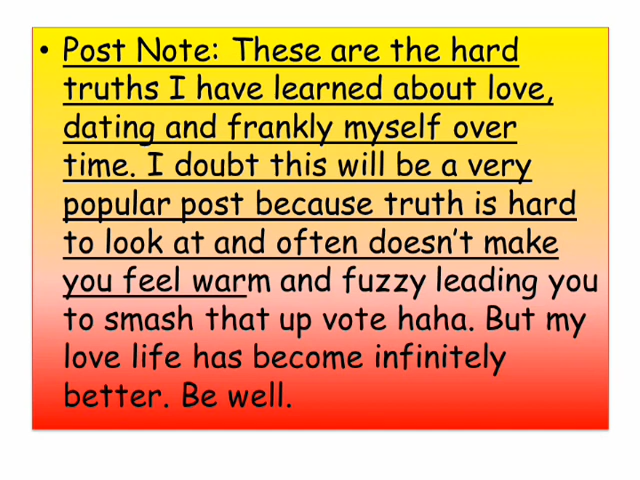 • Post Note: These are the hard
truths I have learned about love,
dating and frankly myself over
time. I doubt this will be a very
popular post because truth is hard
to look at and often doesn’t make
you feel warm and fuzzy leading you
to smash that up vote haha. But my
love life has become infinitely
better. Be well.